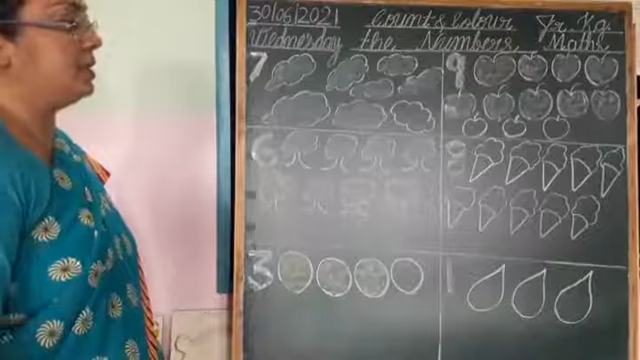 30/06/2021 Count & Colour Jr. Kg
Wednesday the Numbers Maths
7 9
6 8
3 1